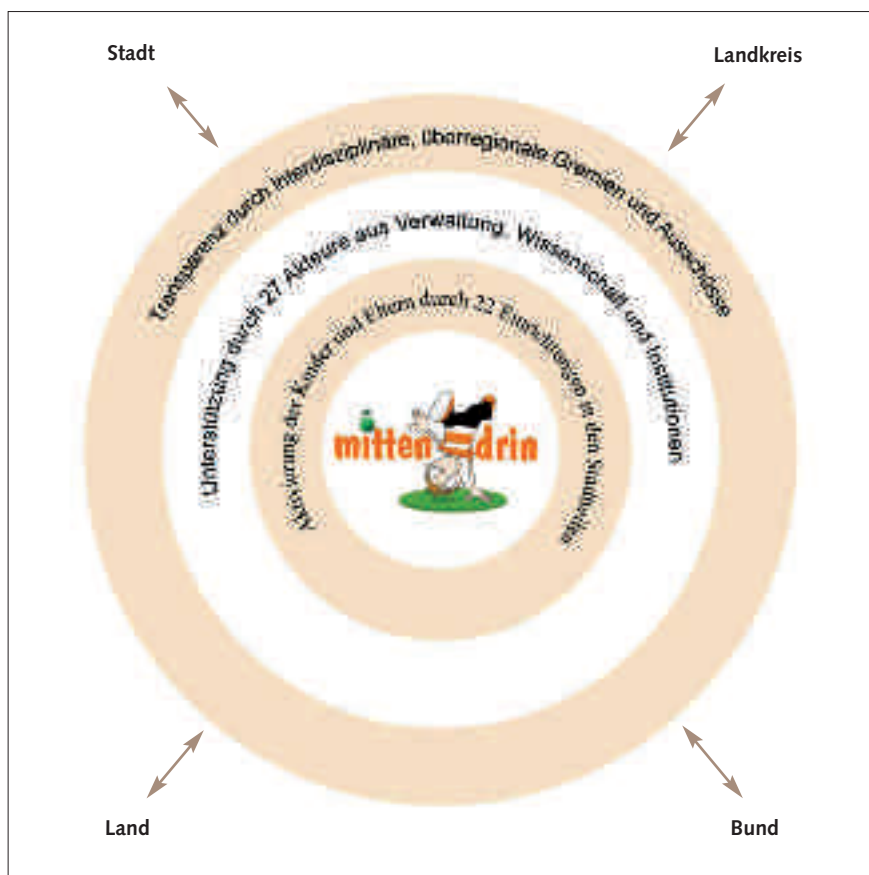 Stadt
Landkreis
Transparenz durch interdisziplinäre, überregionale Gremien und Ausschüsse
Unterstützung durch 27 Akteure aus Verwaltung, Wissenschaft und Institutionen
Aktivierung der Kinder und Eltern durch 22 Einrichtungen in den Stadtteilen
mitten drin
Land
Bund